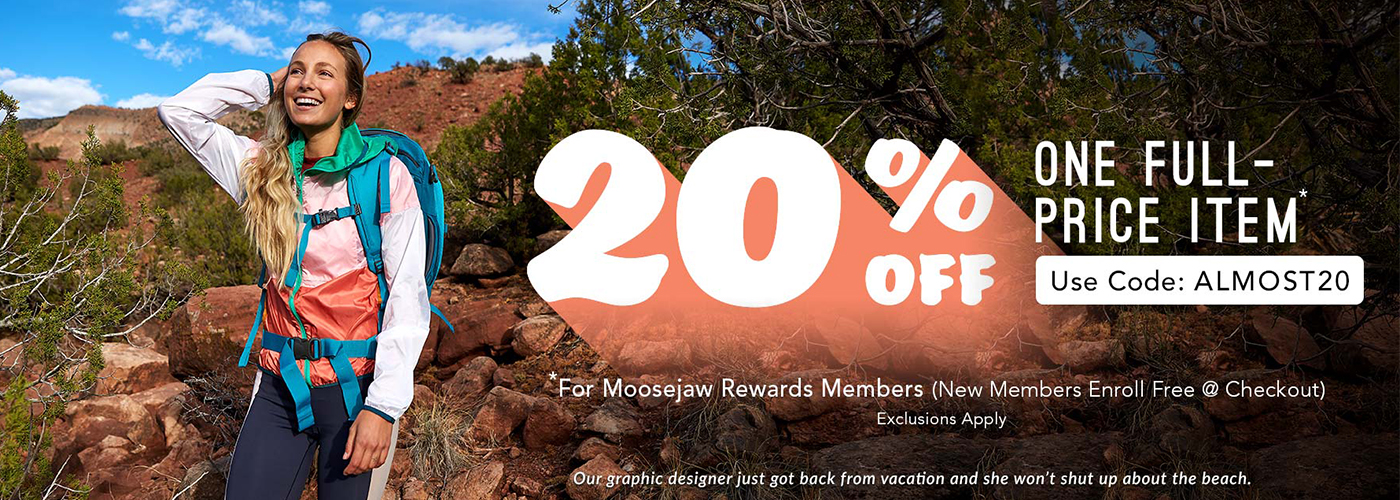 20% OFF
ONE FULL-
PRICE ITEM*
Use Code: ALMOST20
*For Moosejaw Rewards Members (New Members Enroll Free @ Checkout)
Exclusions Apply
Our graphic designer just got back from vacation and she won't shut up about the beach.